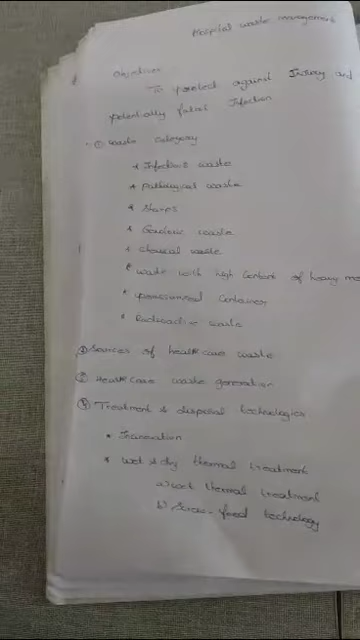 Hospital waste management
Objectives
To protect against Injury and
potentially fatal Infection
① Waste category
* Infectious waste
* Pathological waste
* Sharps
* Genotoxic waste
* Chemical waste
* waste with high content of heavy me
* pressurised container
* Radioactive waste
② Sources of health care waste
③ Health care waste generation
④ Treatment & disposal technologies
* Incineration
* Wet & dry thermal treatment
a) wet thermal treatment
b) Screw-feed technology